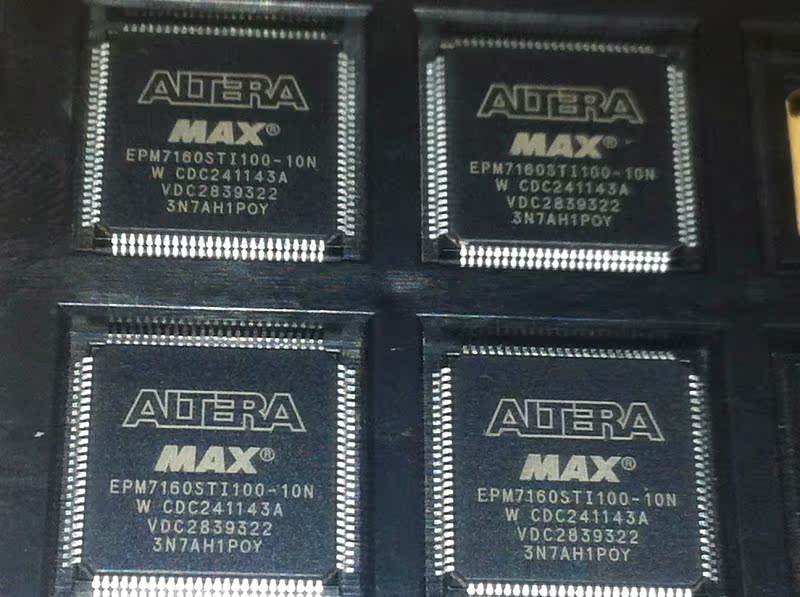 ALTERA
MAX®
EPM7160STI100-10N
W CDC241143A
VDC2839322
3N7AH1POY
ALTERA
MAX®
EPM7160STI100-10N
W CDC241143A
VDC2839322
3N7AH1POY
ALTERA
MAX®
EPM7160STI100-10N
W CDC241143A
VDC2839322
3N7AH1POY
ALTERA
MAX®
EPM7160STI100-10N
W CDC241143A
VDC2839322
3N7AH1POY